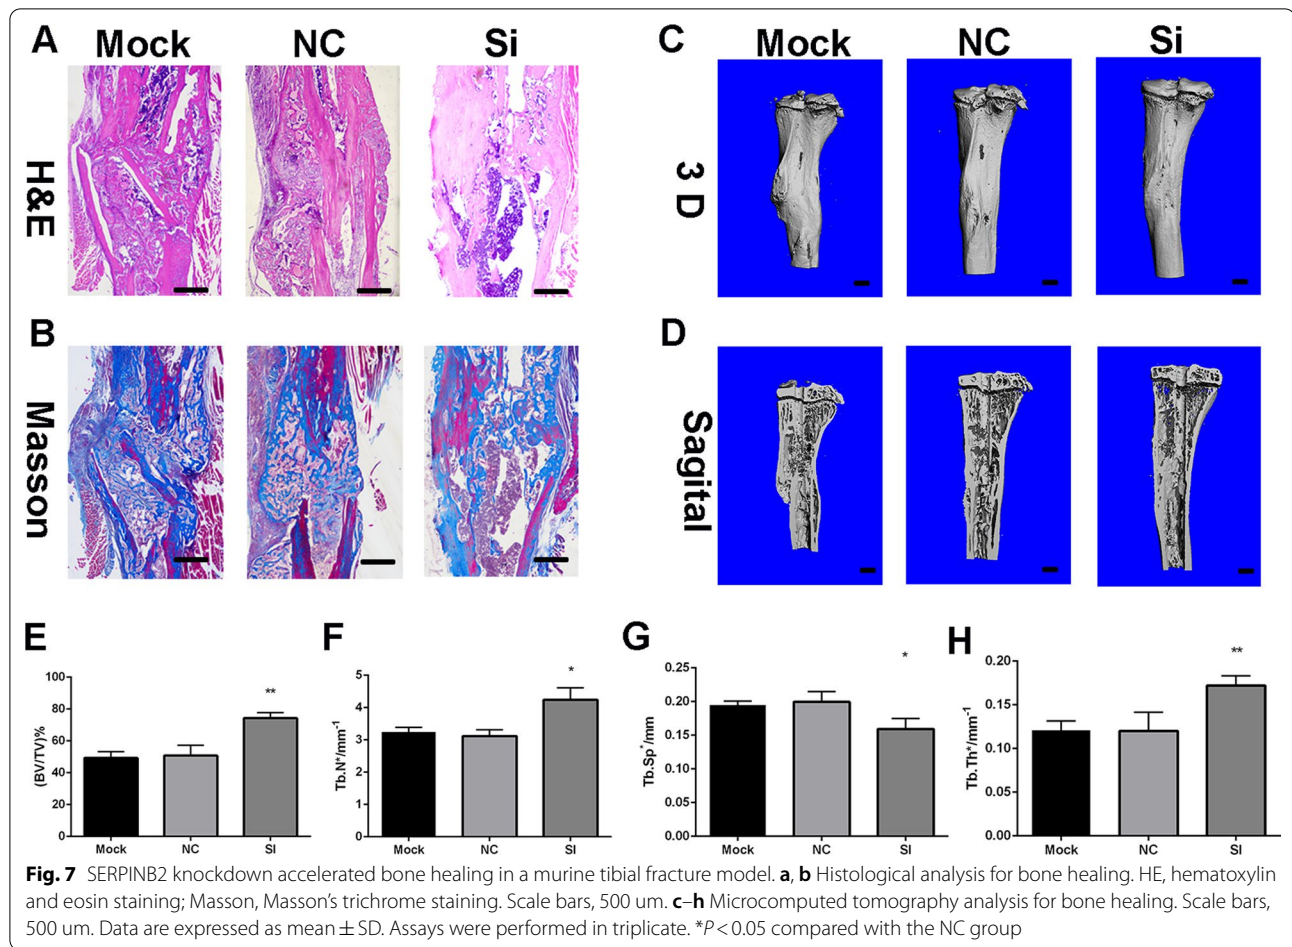 A Mock NC Si
H&E
B
Masson
C Mock NC Si
3 D
D
Sagital
E
(BV/TV)%
100
80
60
40
20
0
**
Mock NC SI
F
Tb.N*/mm-1
5
4
3
2
1
0
*
Mock NC SI
G
Tb.Sp*/mm
0.25
0.20
0.15
0.10
0.05
0.00
*
Mock NC SI
H
Tb.Th*/mm-1
0.20
0.15
0.10
0.05
0.00
**
Mock NC SI
Fig. 7 SERPINB2 knockdown accelerated bone healing in a murine tibial fracture model. a, b Histological analysis for bone healing. HE, hematoxylin
and eosin staining; Masson, Masson's trichrome staining. Scale bars, 500 um. c–h Microcomputed tomography analysis for bone healing. Scale bars,
500 um. Data are expressed as mean ± SD. Assays were performed in triplicate. *P < 0.05 compared with the NC group